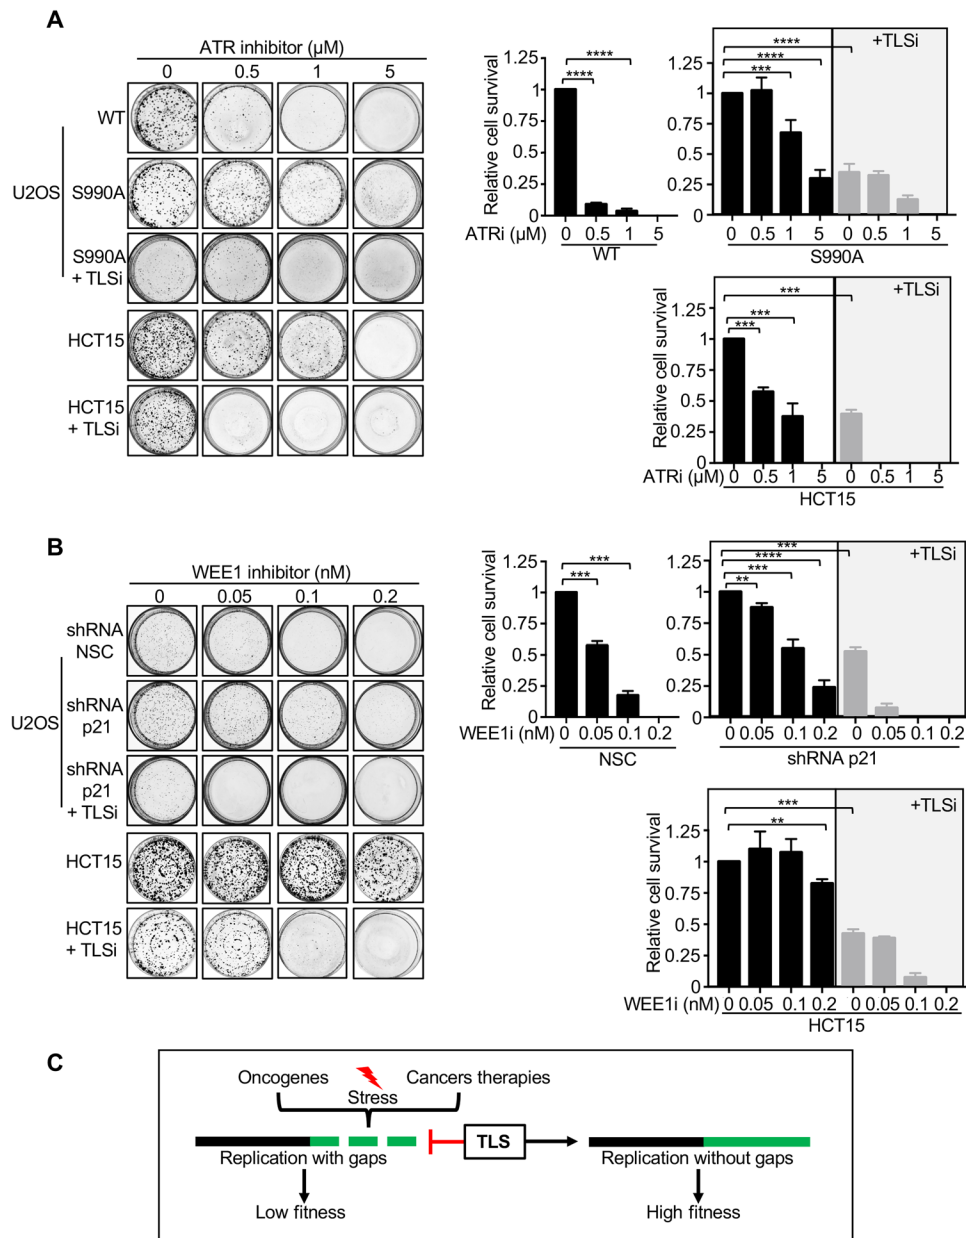 A
ATR inhibitor (µM)
0 0.5 1 5
WT
U2OS
S990A
S990A
+ TLSi
HCT15
HCT15
+ TLSi
Relative cell survival
1.25
1
0.75
0.5
0.25
0
****
****
ATRi (µM)
0 0.5 1 5
WT
Relative cell survival
1.25
1
0.75
0.5
0.25
0
+TLSi
****
****
***
0 0.5 1 5 0 0.5 1 5
S990A
Relative cell survival
1.25
1
0.75
0.5
0.25
0
+TLSi
***
***
***
ATRi (µM)
0 0.5 1 5 0 0.5 1 5
HCT15
B
WEE1 inhibitor (nM)
0 0.05 0.1 0.2
shRNA
NSC
U2OS
shRNA
p21
shRNA
p21
+ TLSi
HCT15
HCT15
+ TLSi
Relative cell survival
1.25
1
0.75
0.5
0.25
0
***
***
WEE1i (nM)
0 0.05 0.1 0.2
NSC
Relative cell survival
1.25
1
0.75
0.5
0.25
0
+TLSi
***
****
***
**
0 0.05 0.1 0.2 0 0.05 0.1 0.2
shRNA p21
Relative cell survival
1.25
1
0.75
0.5
0.25
0
+TLSi
***
**
WEE1i (nM)
0 0.05 0.1 0.2 0 0.05 0.1 0.2
HCT15
C
Oncogenes Cancers therapies
Stress
TLS
Replication with gaps Replication without gaps
Low fitness High fitness